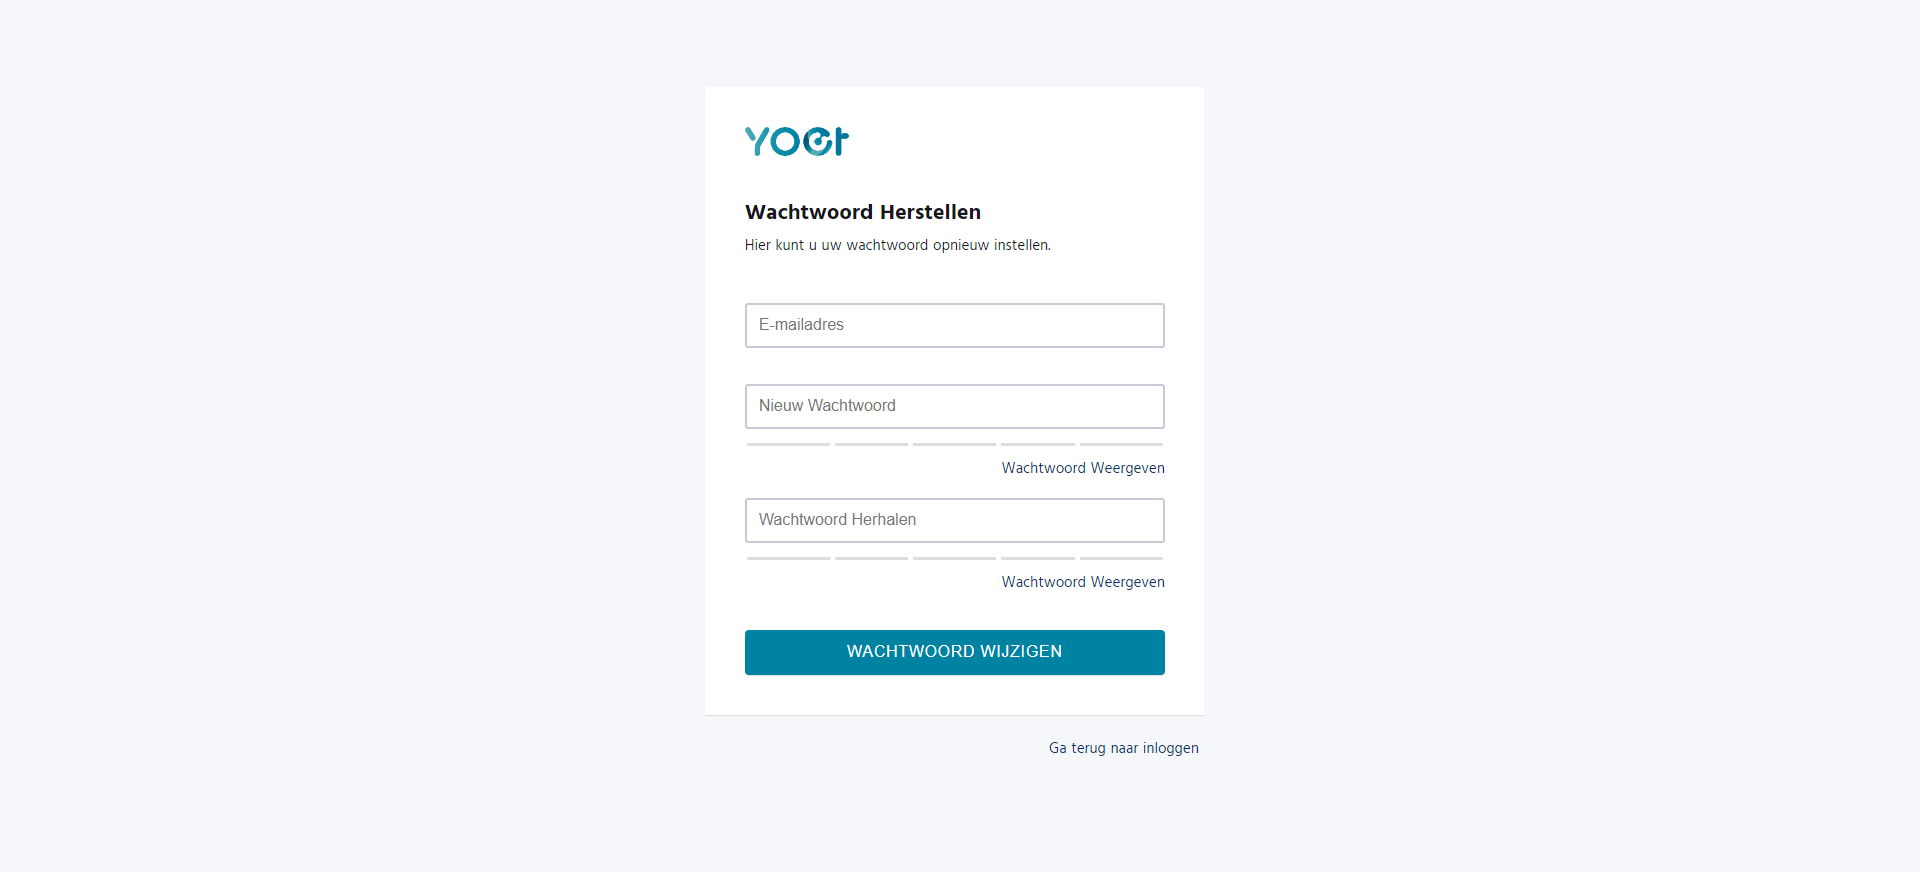 Yoet
Wachtwoord Herstellen
Hier kunt u uw wachtwoord opnieuw instellen.
E-mailadres
Nieuw Wachtwoord
Wachtwoord Weergeven
Wachtwoord Herhalen
Wachtwoord Weergeven
WACHTWOORD WIJZIGEN
Ga terug naar inloggen